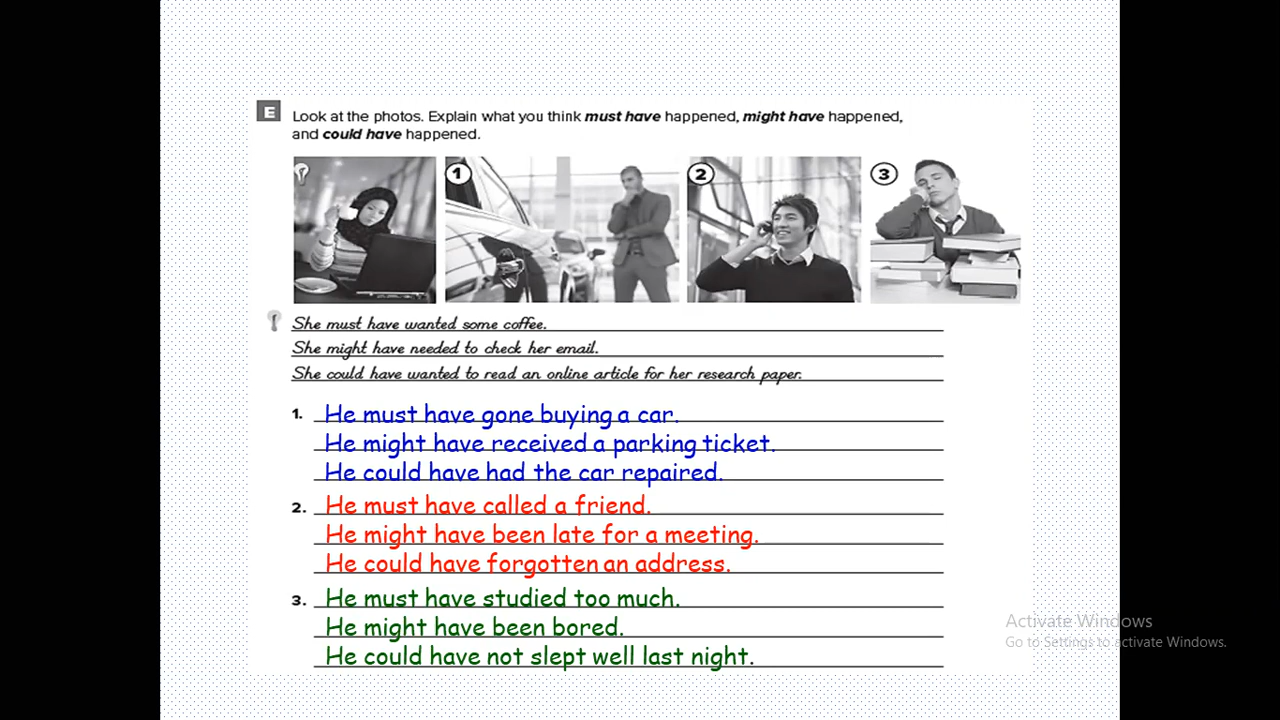 E
Look at the photos. Explain what you think must have happened, might have happened,
and could have happened.
1
2
3
She must have wanted some coffee.
She might have needed to check her email.
She could have wanted to read an online article for her research paper.
1. He must have gone buying a car.
He might have received a parking ticket.
He could have had the car repaired.
2. He must have called a friend.
He might have been late for a meeting.
He could have forgotten an address.
3. He must have studied too much.
He might have been bored.
He could have not slept well last night.
Activate Windows
Go to Settings to activate Windows.